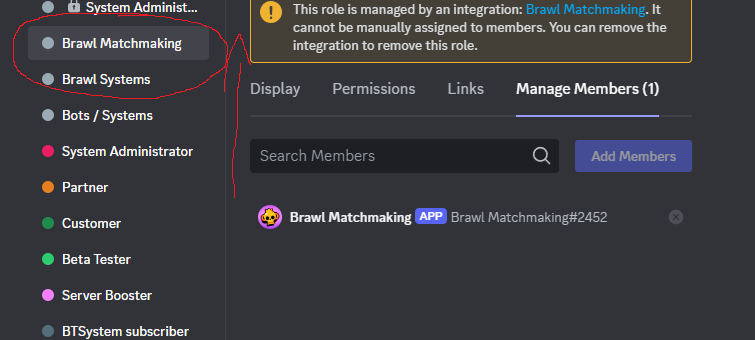 System Administ...
Brawl Matchmaking
Brawl Systems
Bots / Systems
System Administrator
Partner
Customer
Beta Tester
Server Booster
BTSystem subscriber
This role is managed by an integration: Brawl Matchmaking. It
cannot be manually assigned to members. You can remove the
integration to remove this role.
Display Permissions Links Manage Members (1)
Search Members Add Members
Brawl Matchmaking APP Brawl Matchmaking#2452